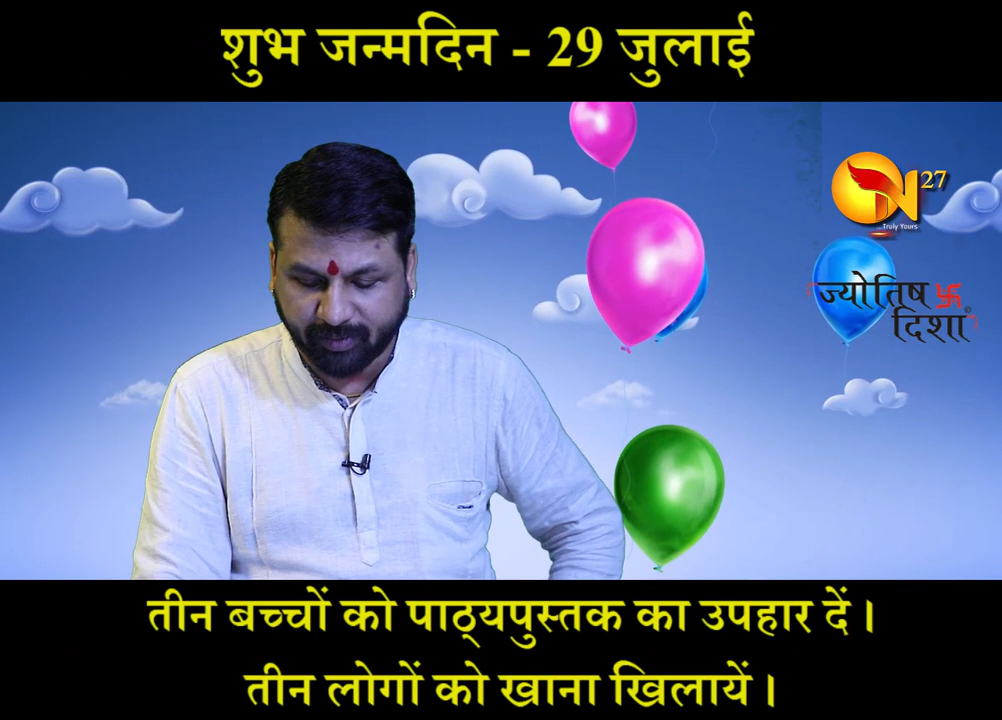 शुभ जन्मदिन - 29 जुलाई
N 27
Truly Yours
ज्योतिष
दिशा
तीन बच्चों को पाठ्यपुस्तक का उपहार दें।
तीन लोगों को खाना खिलायें।